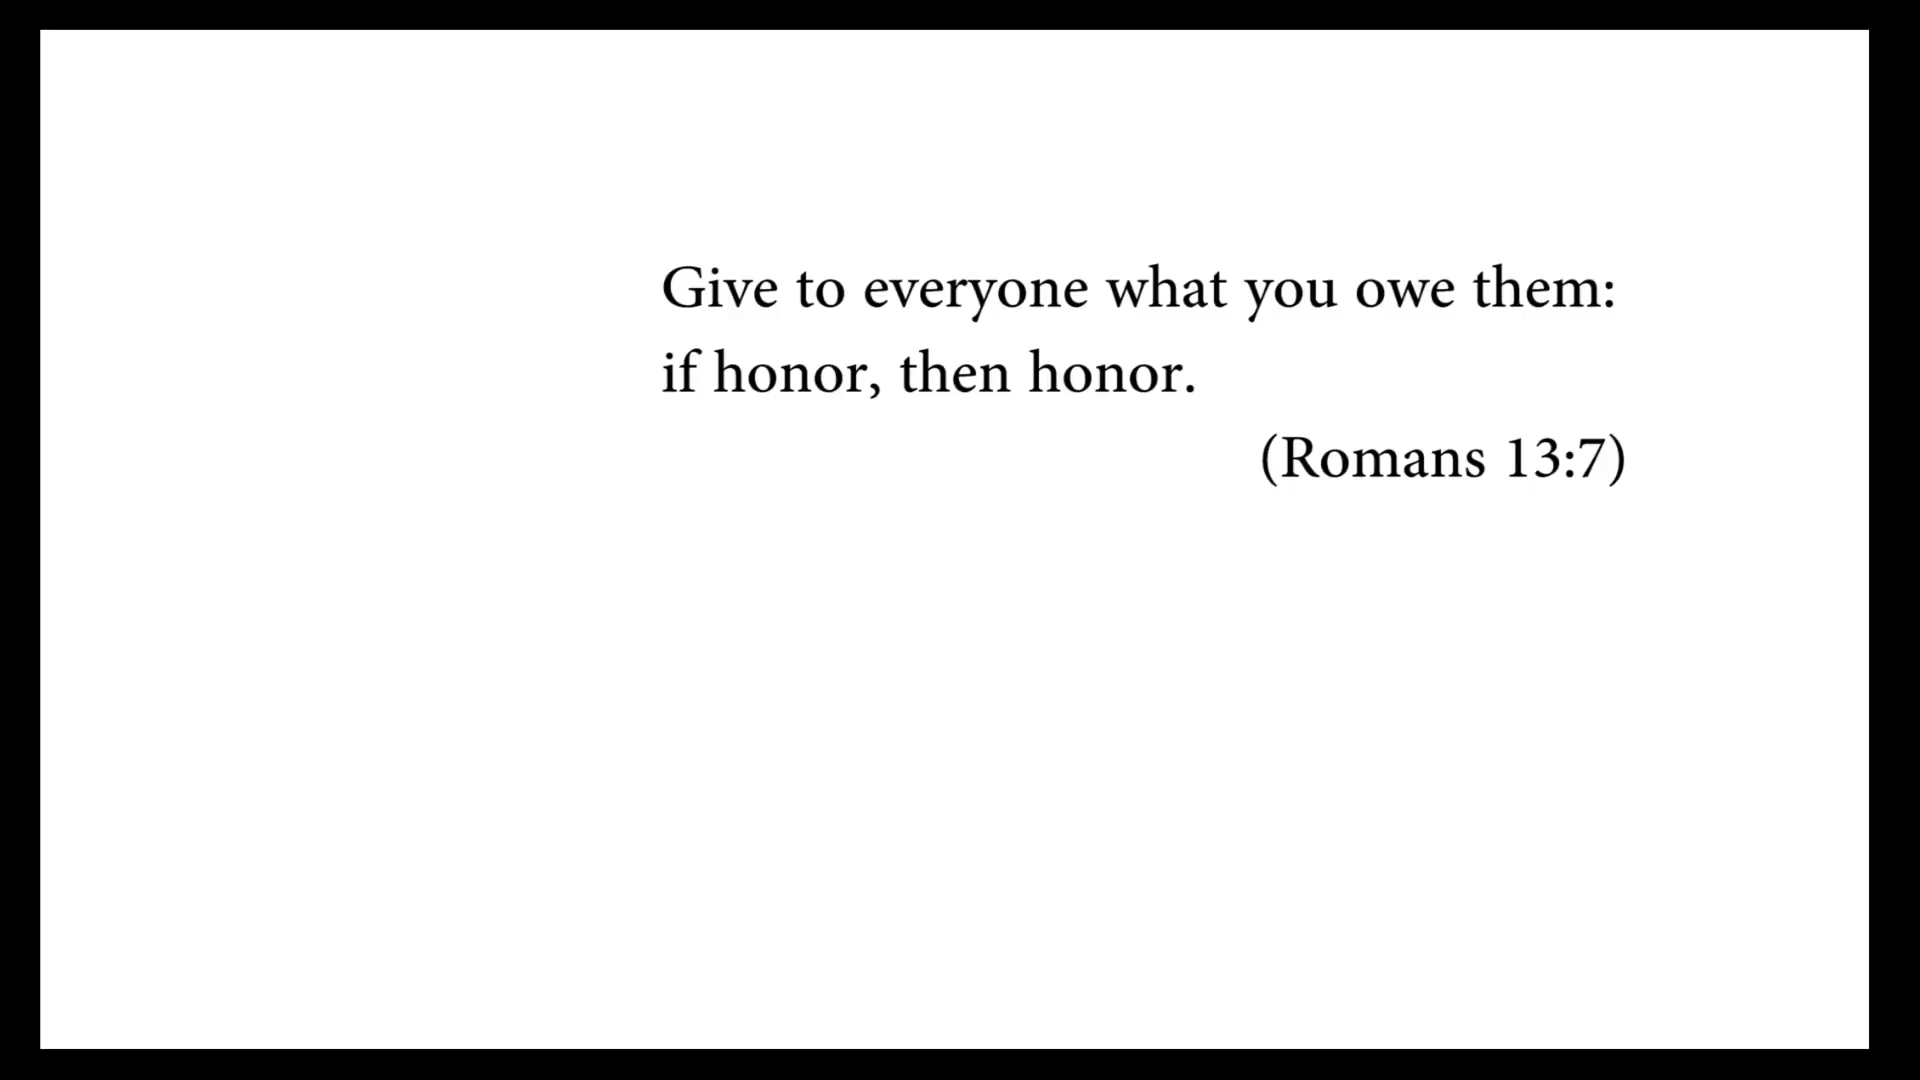 Give to everyone what you owe them:
if honor, then honor.
(Romans 13:7)